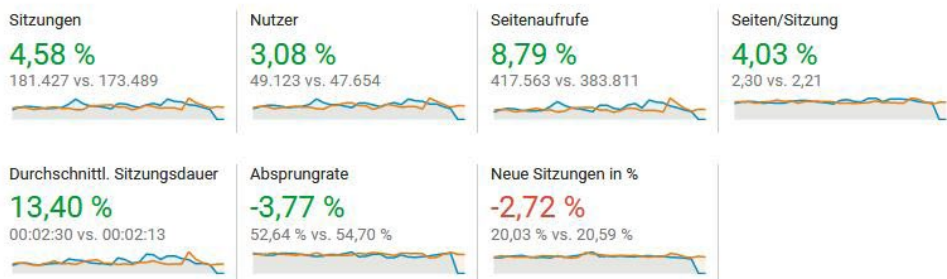 Sitzungen
4,58 %
181.427 vs. 173.489
Nutzer
3,08 %
49.123 vs. 47.654
Seitenaufrufe
8,79 %
417.563 vs. 383.811
Seiten/Sitzung
4,03 %
2,30 vs. 2,21
Durchschnittl. Sitzungsdauer
13,40 %
00:02:30 vs. 00:02:13
Absprungrate
-3,77 %
52,64 % vs. 54,70 %
Neue Sitzungen in %
-2,72 %
20,03 % vs. 20,59 %